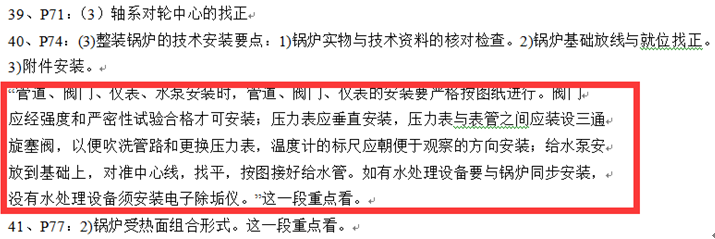 39、P71：（3）轴系对轮中心的找正
40、P74：(3)整装锅炉的技术安装要点：1)锅炉实物与技术资料的核对检查。2)锅炉基础放线与就位找正。
3)附件安装。
“管道、阀门、仪表、水泵安装时，管道、阀门、仪表的安装要严格按图纸进行。阀门
应经强度和严密性试验合格才可安装；压力表应垂直安装，压力表与表管之间应装设三通
旋塞阀，以便吹洗管路和更换压力表，温度计的标尺应朝便于观察的方向安装；给水泵安
放到基础上，对准中心线，找平，按图接好给水管。如有水处理设备要与锅炉同步安装，
没有水处理设备须安装电子除垢仪。”这一段重点看。
41、P77：2)锅炉受热面组合形式。这一段重点看。